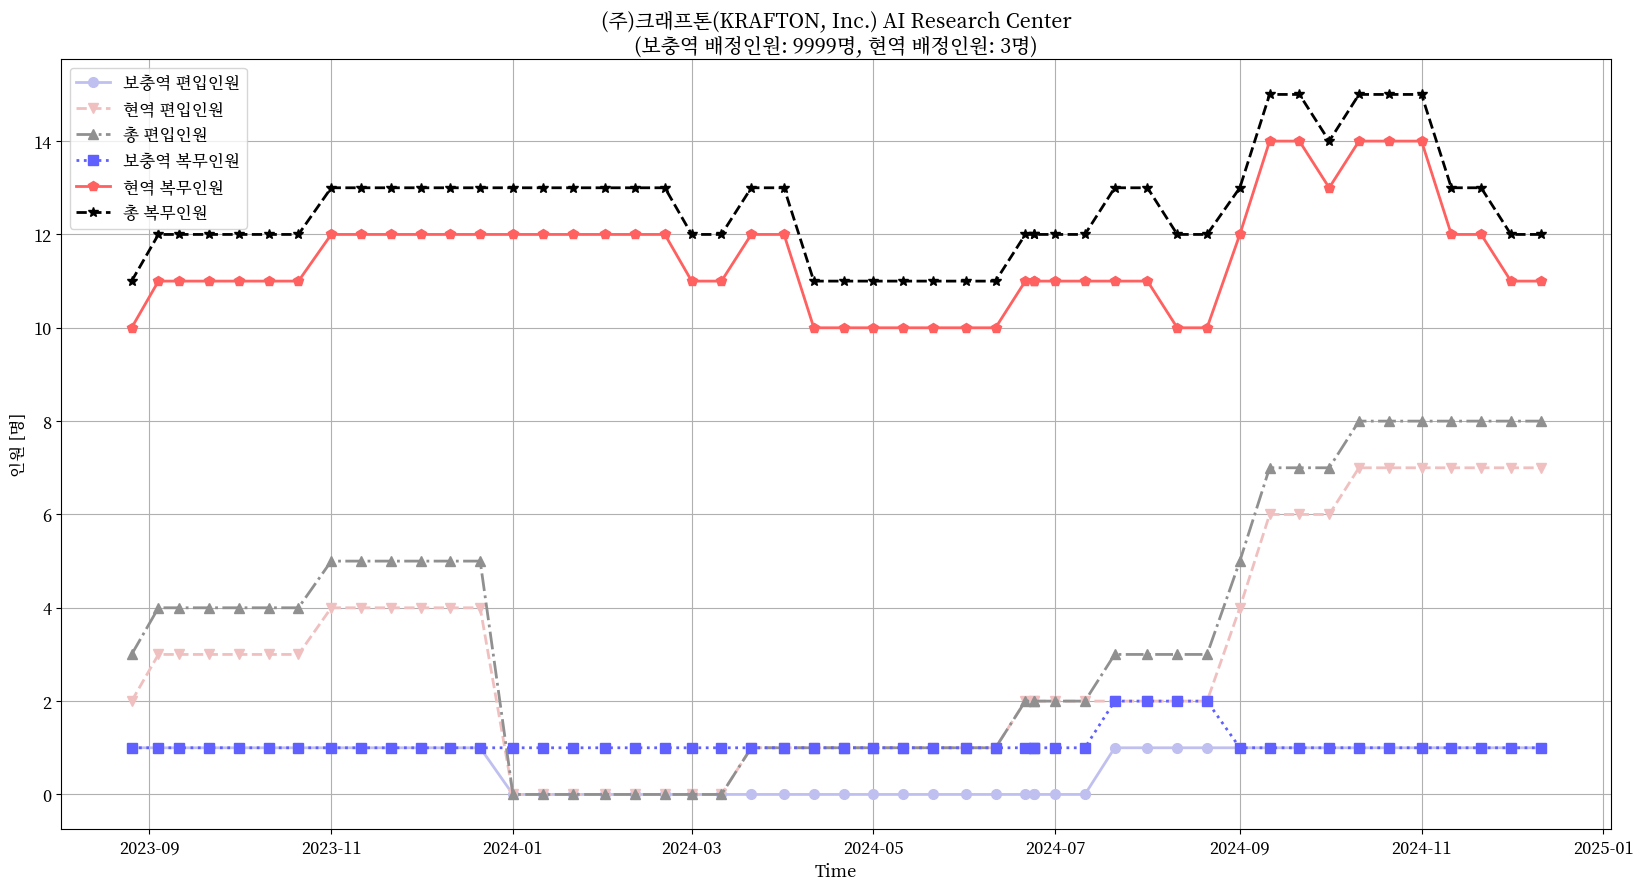 (주)크래프톤(KRAFTON, Inc.) AI Research Center
(보충역 배정인원: 9999명, 현역 배정인원: 3명)
보충역 편입인원
현역 편입인원
총 편입인원
보충역 복무인원
현역 복무인원
총 복무인원
14
12
10
8
6
4
2
0
인원 [명]
2023-09 2023-11 2024-01 2024-03 2024-05 2024-07 2024-09 2024-11 2025-01
Time